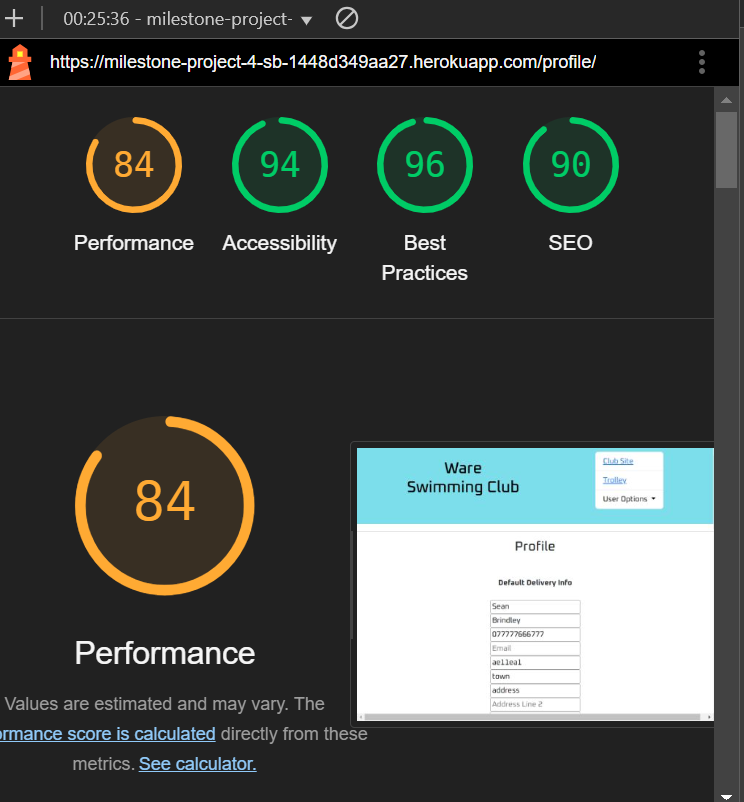 00:25:36 - milestone-project-
https://milestone-project-4-sb-1448d349aa27.herokuapp.com/profile/
84
94
96
90
Performance
Accessibility
Best
Practices
SEO
84
Performance
Values are estimated and may vary. The
ormance score is calculated directly from these
metrics. See calculator.
Ware
Swimming Club
Club Site
Trolley
User Options
Profile
Default Delivery Info
Sean
Brindley
077777666777
Email
ae11ea1
town
address
Address Line 2